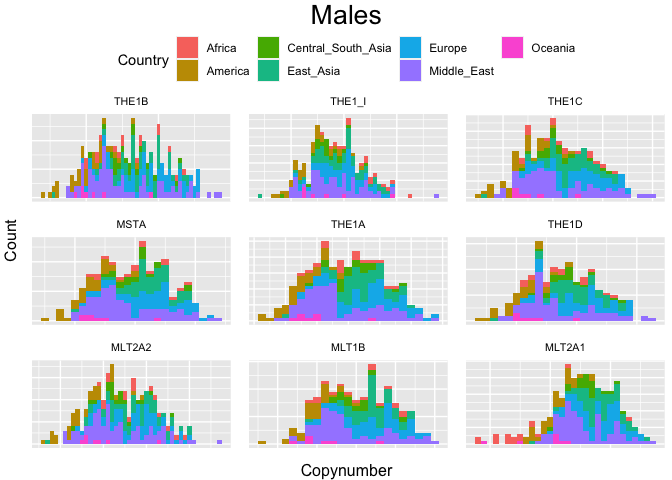 Males
Country Africa Central_South_Asia Europe Oceania
America East_Asia Middle_East
THE1B THE1_I THE1C
MSTA THE1A THE1D
Count
MLT2A2 MLT1B MLT2A1
Copynumber